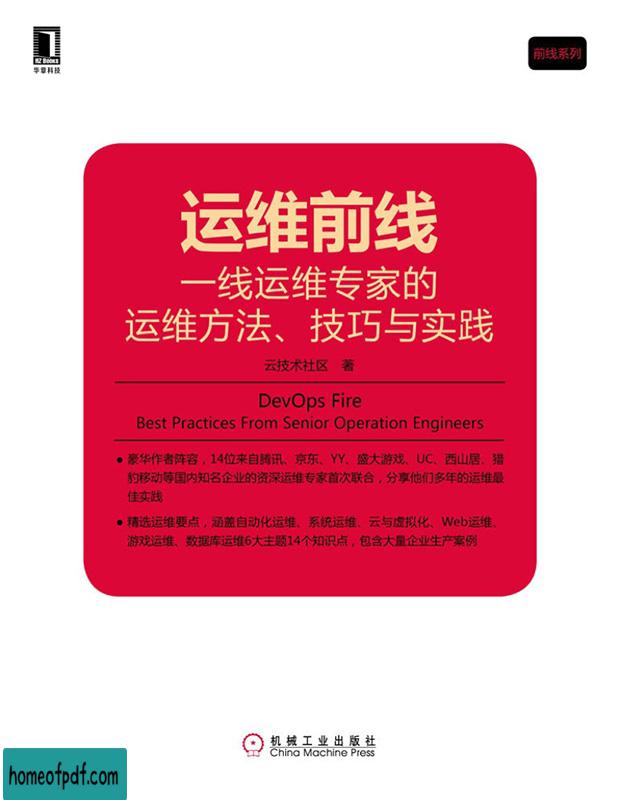 HZ BOOKS
华章科技
前线系列
运维前线
一线运维专家的
运维方法、技巧与实践
云技术社区 著
DevOps Fire
Best Practices From Senior Operation Engineers
● 豪华作者阵容，14位来自腾讯、京东、YY、盛大游戏、UC、西山居、猎
豹移动等国内知名企业的资深运维专家首次联合，分享他们多年的运维最
佳实践
● 精选运维要点，涵盖自动化运维、系统运维、云与虚拟化、Web运维、
游戏运维、数据库运维6大主题14个知识点，包含大量企业生产案例
机械工业出版社
China Machine Press
homeofpdf.com